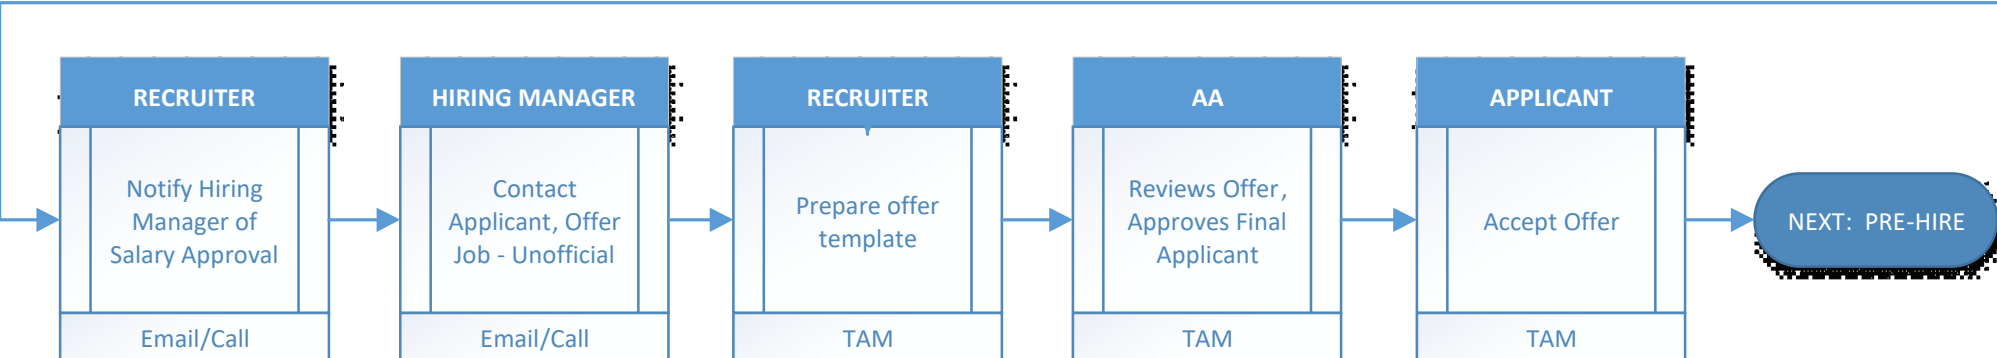 RECRUITER
Notify Hiring
Manager of
Salary Approval
Email/Call
HIRING MANAGER
Contact
Applicant, Offer
Job - Unofficial
Email/Call
RECRUITER
Prepare offer
template
TAM
AA
Reviews Offer,
Approves Final
Applicant
TAM
APPLICANT
Accept Offer
TAM
NEXT: PRE-HIRE